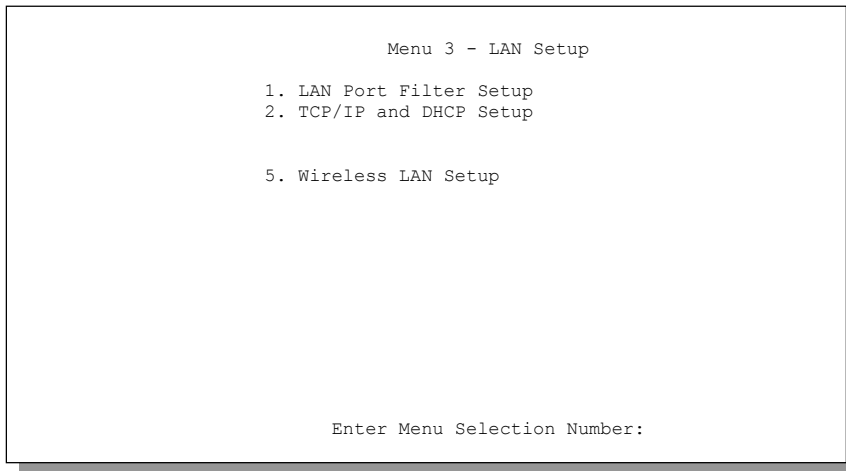 Menu 3 - LAN Setup
1. LAN Port Filter Setup
2. TCP/IP and DHCP Setup
5. Wireless LAN Setup
Enter Menu Selection Number: